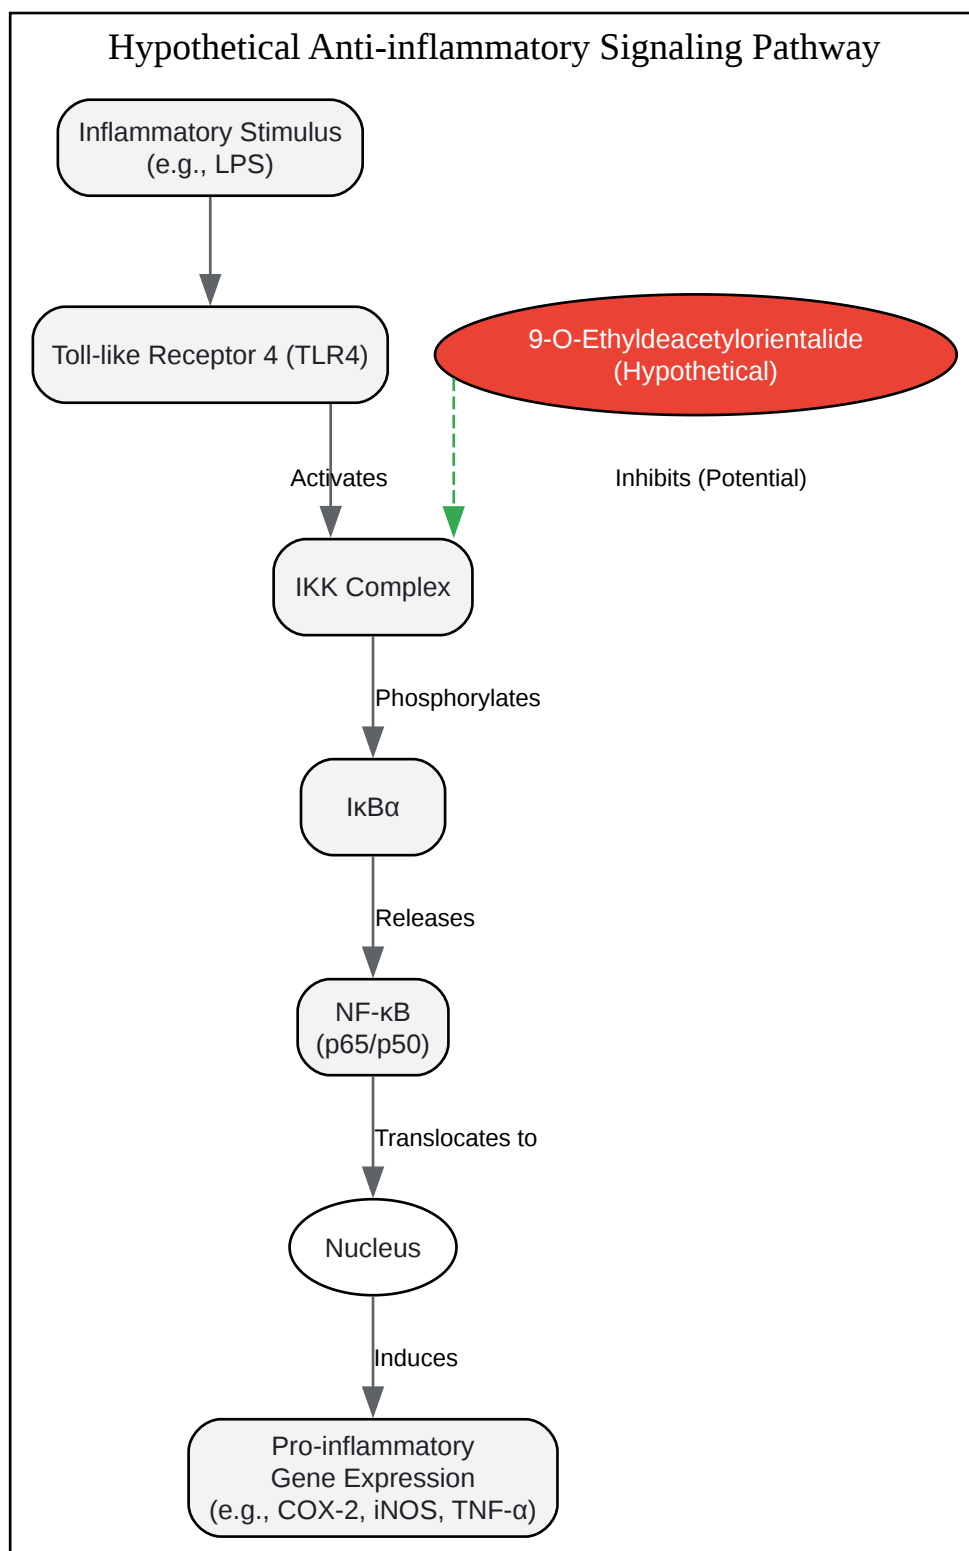 Hypothetical Anti-inflammatory Signaling Pathway
Inflammatory Stimulus
(e.g., LPS)
Toll-like Receptor 4 (TLR4)
9-O-Ethyldeacetylorientalide
(Hypothetical)
Activates
Inhibits (Potential)
IKK Complex
Phosphorylates
IκBα
Releases
NF-κB
(p65/p50)
Translocates to
Nucleus
Induces
Pro-inflammatory
Gene Expression
(e.g., COX-2, iNOS, TNF-α)